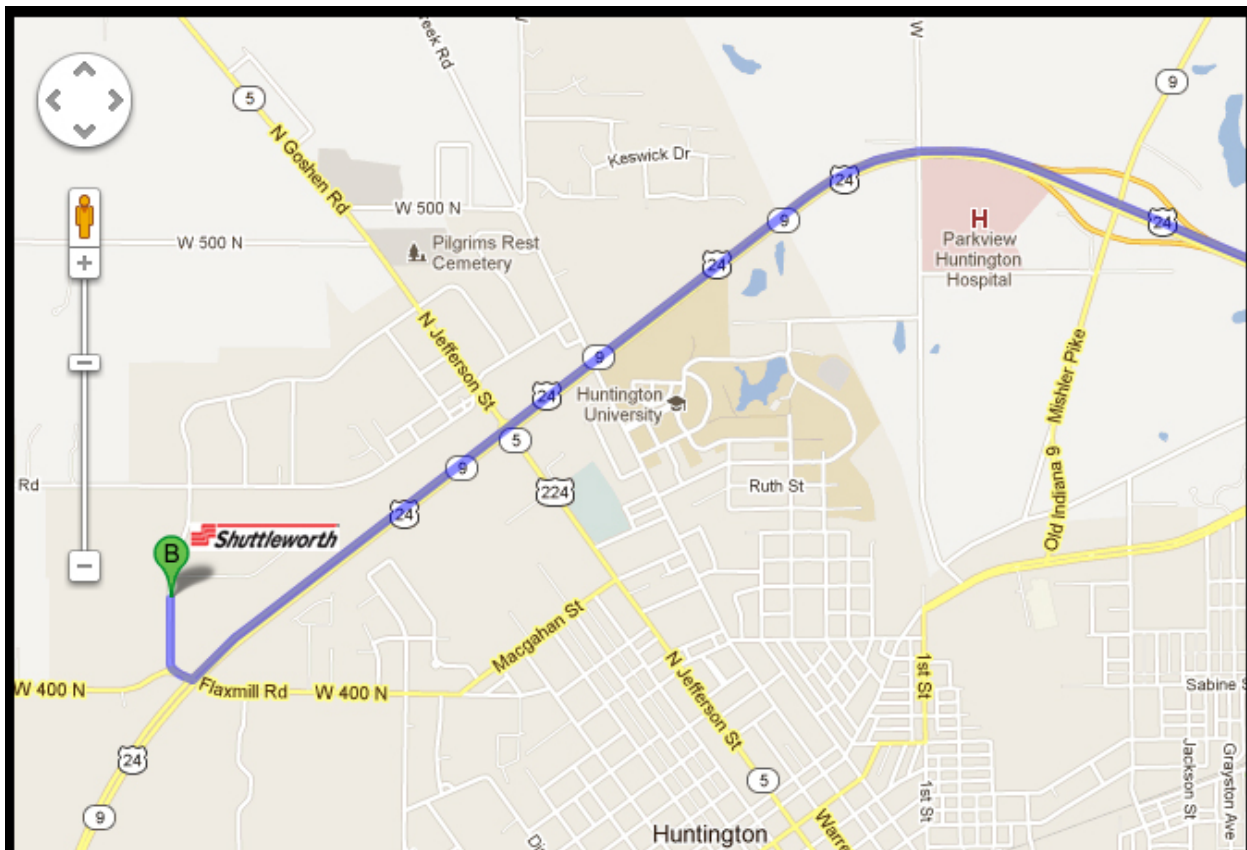 W
reek Rd
W
9
5
N Goshen Rd
Keswick Dr
24
W 500 N
9
24
W 500 N
Pilgrims Rest
Cemetery
H
Parkview
Huntington
Hospital
24
N Jefferson St
9
Mishler Pike
24
Huntington
University
5
9
Rd
224
Ruth St
24
Old Indiana 9
Shuttleworth
B
Macgahan St
W 400 N
Flaxmill Rd
W 400 N
N Jefferson St
1st St
Sabine S
24
5
9
1st St
Jackson St
Grayston Ave
Huntington
Warre
Di